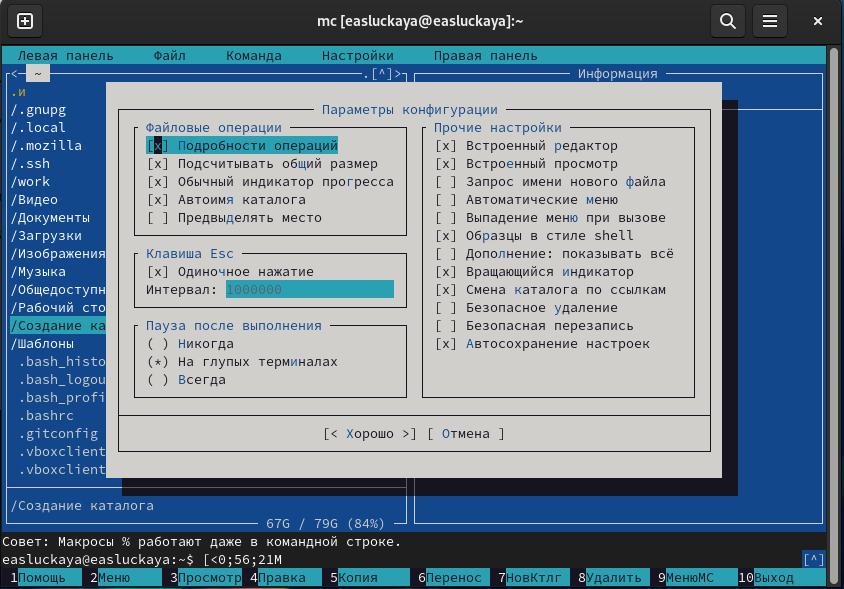 mc [easluckaya@easluckaya]:~
Левая панель Файл Команда Настройки Правая панель
<─ ~ .[^]> Информация
.и
/.gnupg
/.local
/.mozilla
/.ssh
/work
/Видео
/Документы
/Загрузки
/Изображения
/Музыка
/Общедоступн
/Рабочий сто
/Создание ка
/Шаблоны
.bash_histo
.bash_logou
.bash_profi
.bashrc
.gitconfig
.vboxclient
.vboxclient
Параметры конфигурации
Файловые операции
[x] Подробности операций
[x] Подсчитывать общий размер
[x] Обычный индикатор прогресса
[x] Автоимя каталога
[ ] Предвыделять место
Клавиша Esc
[x] Одиночное нажатие
Интервал: 1000000
Пауза после выполнения
( ) Никогда
(*) На глупых терминалах
( ) Всегда
Прочие настройки
[x] Встроенный редактор
[x] Встроенный просмотр
[ ] Запрос имени нового файла
[ ] Автоматические меню
[ ] Выпадение меню при вызове
[x] Образцы в стиле shell
[ ] Дополнение: показывать всё
[x] Вращающийся индикатор
[x] Смена каталога по ссылкам
[ ] Безопасное удаление
[ ] Безопасная перезапись
[x] Автосохранение настроек
[< Хорошо >] [ Отмена ]
/Создание каталога
67G / 79G (84%)
Совет: Макросы % работают даже в командной строке.
easluckaya@easluckaya:~$ [<0;56;21M [^]
1Помощь 2Меню 3Просмотр 4Правка 5Копия 6Перенос 7НовКтлг 8Удалить 9МенюМС 10Выход